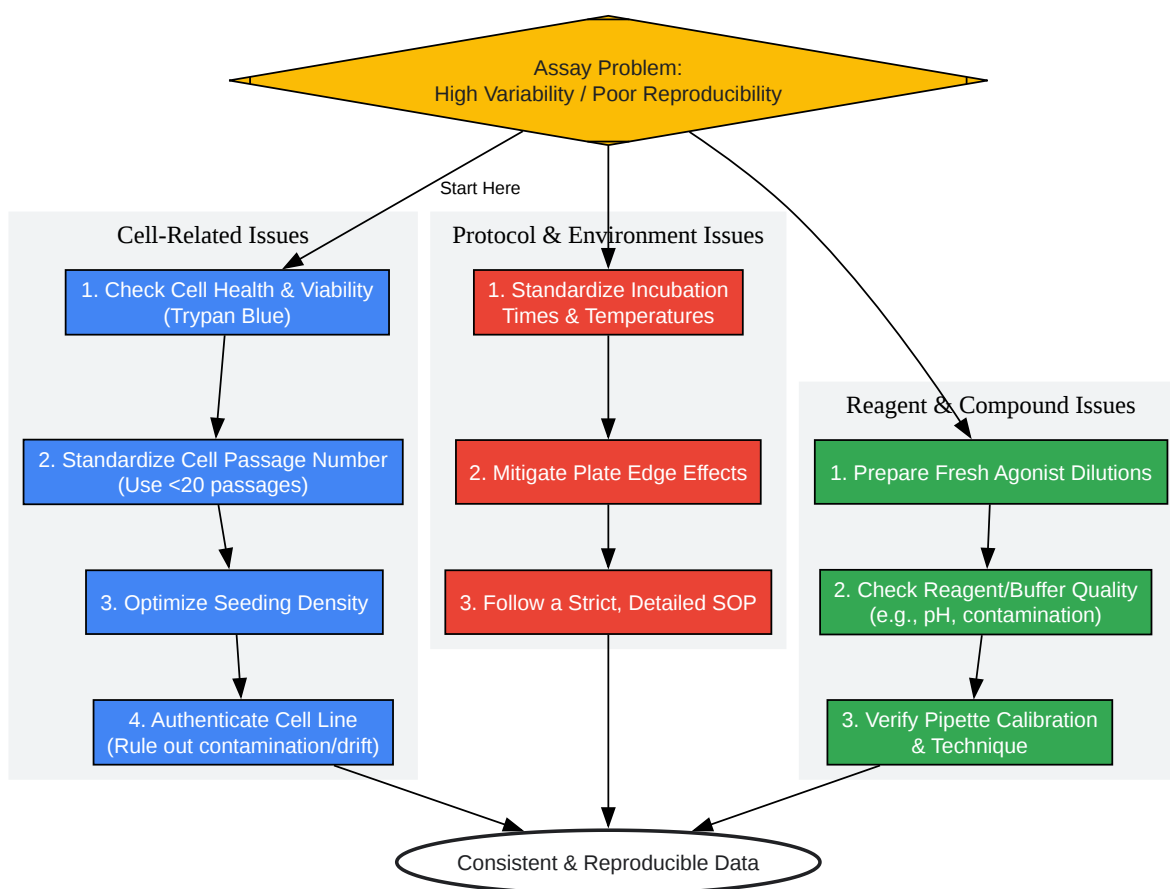 Assay Problem:
High Variability / Poor Reproducibility
Start Here
Cell-Related Issues
1. Check Cell Health & Viability
(Trypan Blue)
2. Standardize Cell Passage Number
(Use <20 passages)
3. Optimize Seeding Density
4. Authenticate Cell Line
(Rule out contamination/drift)
Protocol & Environment Issues
1. Standardize Incubation
Times & Temperatures
2. Mitigate Plate Edge Effects
3. Follow a Strict, Detailed SOP
Reagent & Compound Issues
1. Prepare Fresh Agonist Dilutions
2. Check Reagent/Buffer Quality
(e.g., pH, contamination)
3. Verify Pipette Calibration
& Technique
Consistent & Reproducible Data